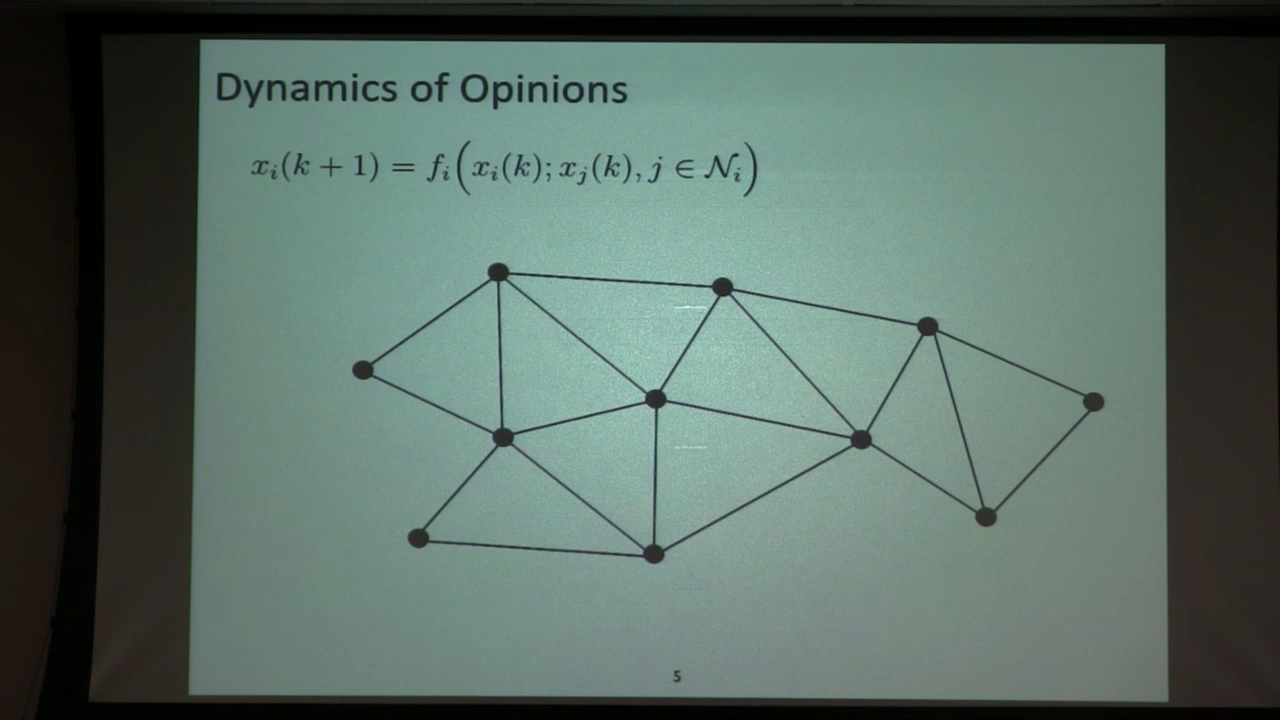 Dynamics of Opinions
x_i(k + 1) = f_i(x_i(k); x_j(k), j ∈ 𝒩_i)
5